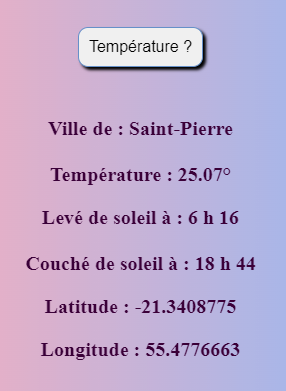 Température ?
Ville de : Saint-Pierre
Température : 25.07°
Levé de soleil à : 6 h 16
Couché de soleil à : 18 h 44
Latitude : -21.3408775
Longitude : 55.4776663